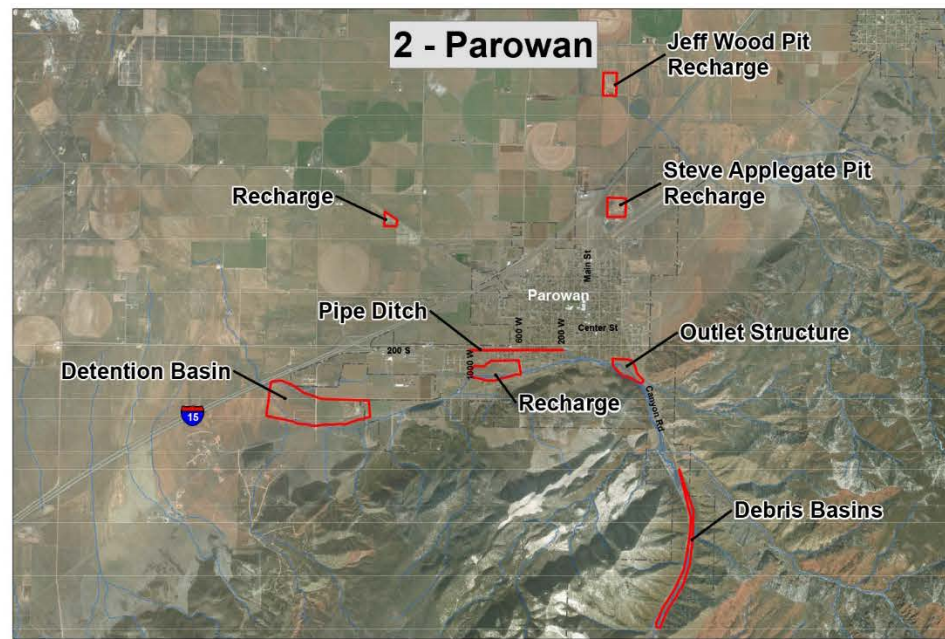 2 - Parowan
Jeff Wood Pit
Recharge
Steve Applegate Pit
Recharge
Recharge
Main St
Parowan
Pipe Ditch
600 W
200 W
Center St
Outlet Structure
200 S
1000 W
Detention Basin
Recharge
Canyon Rd
15
Debris Basins